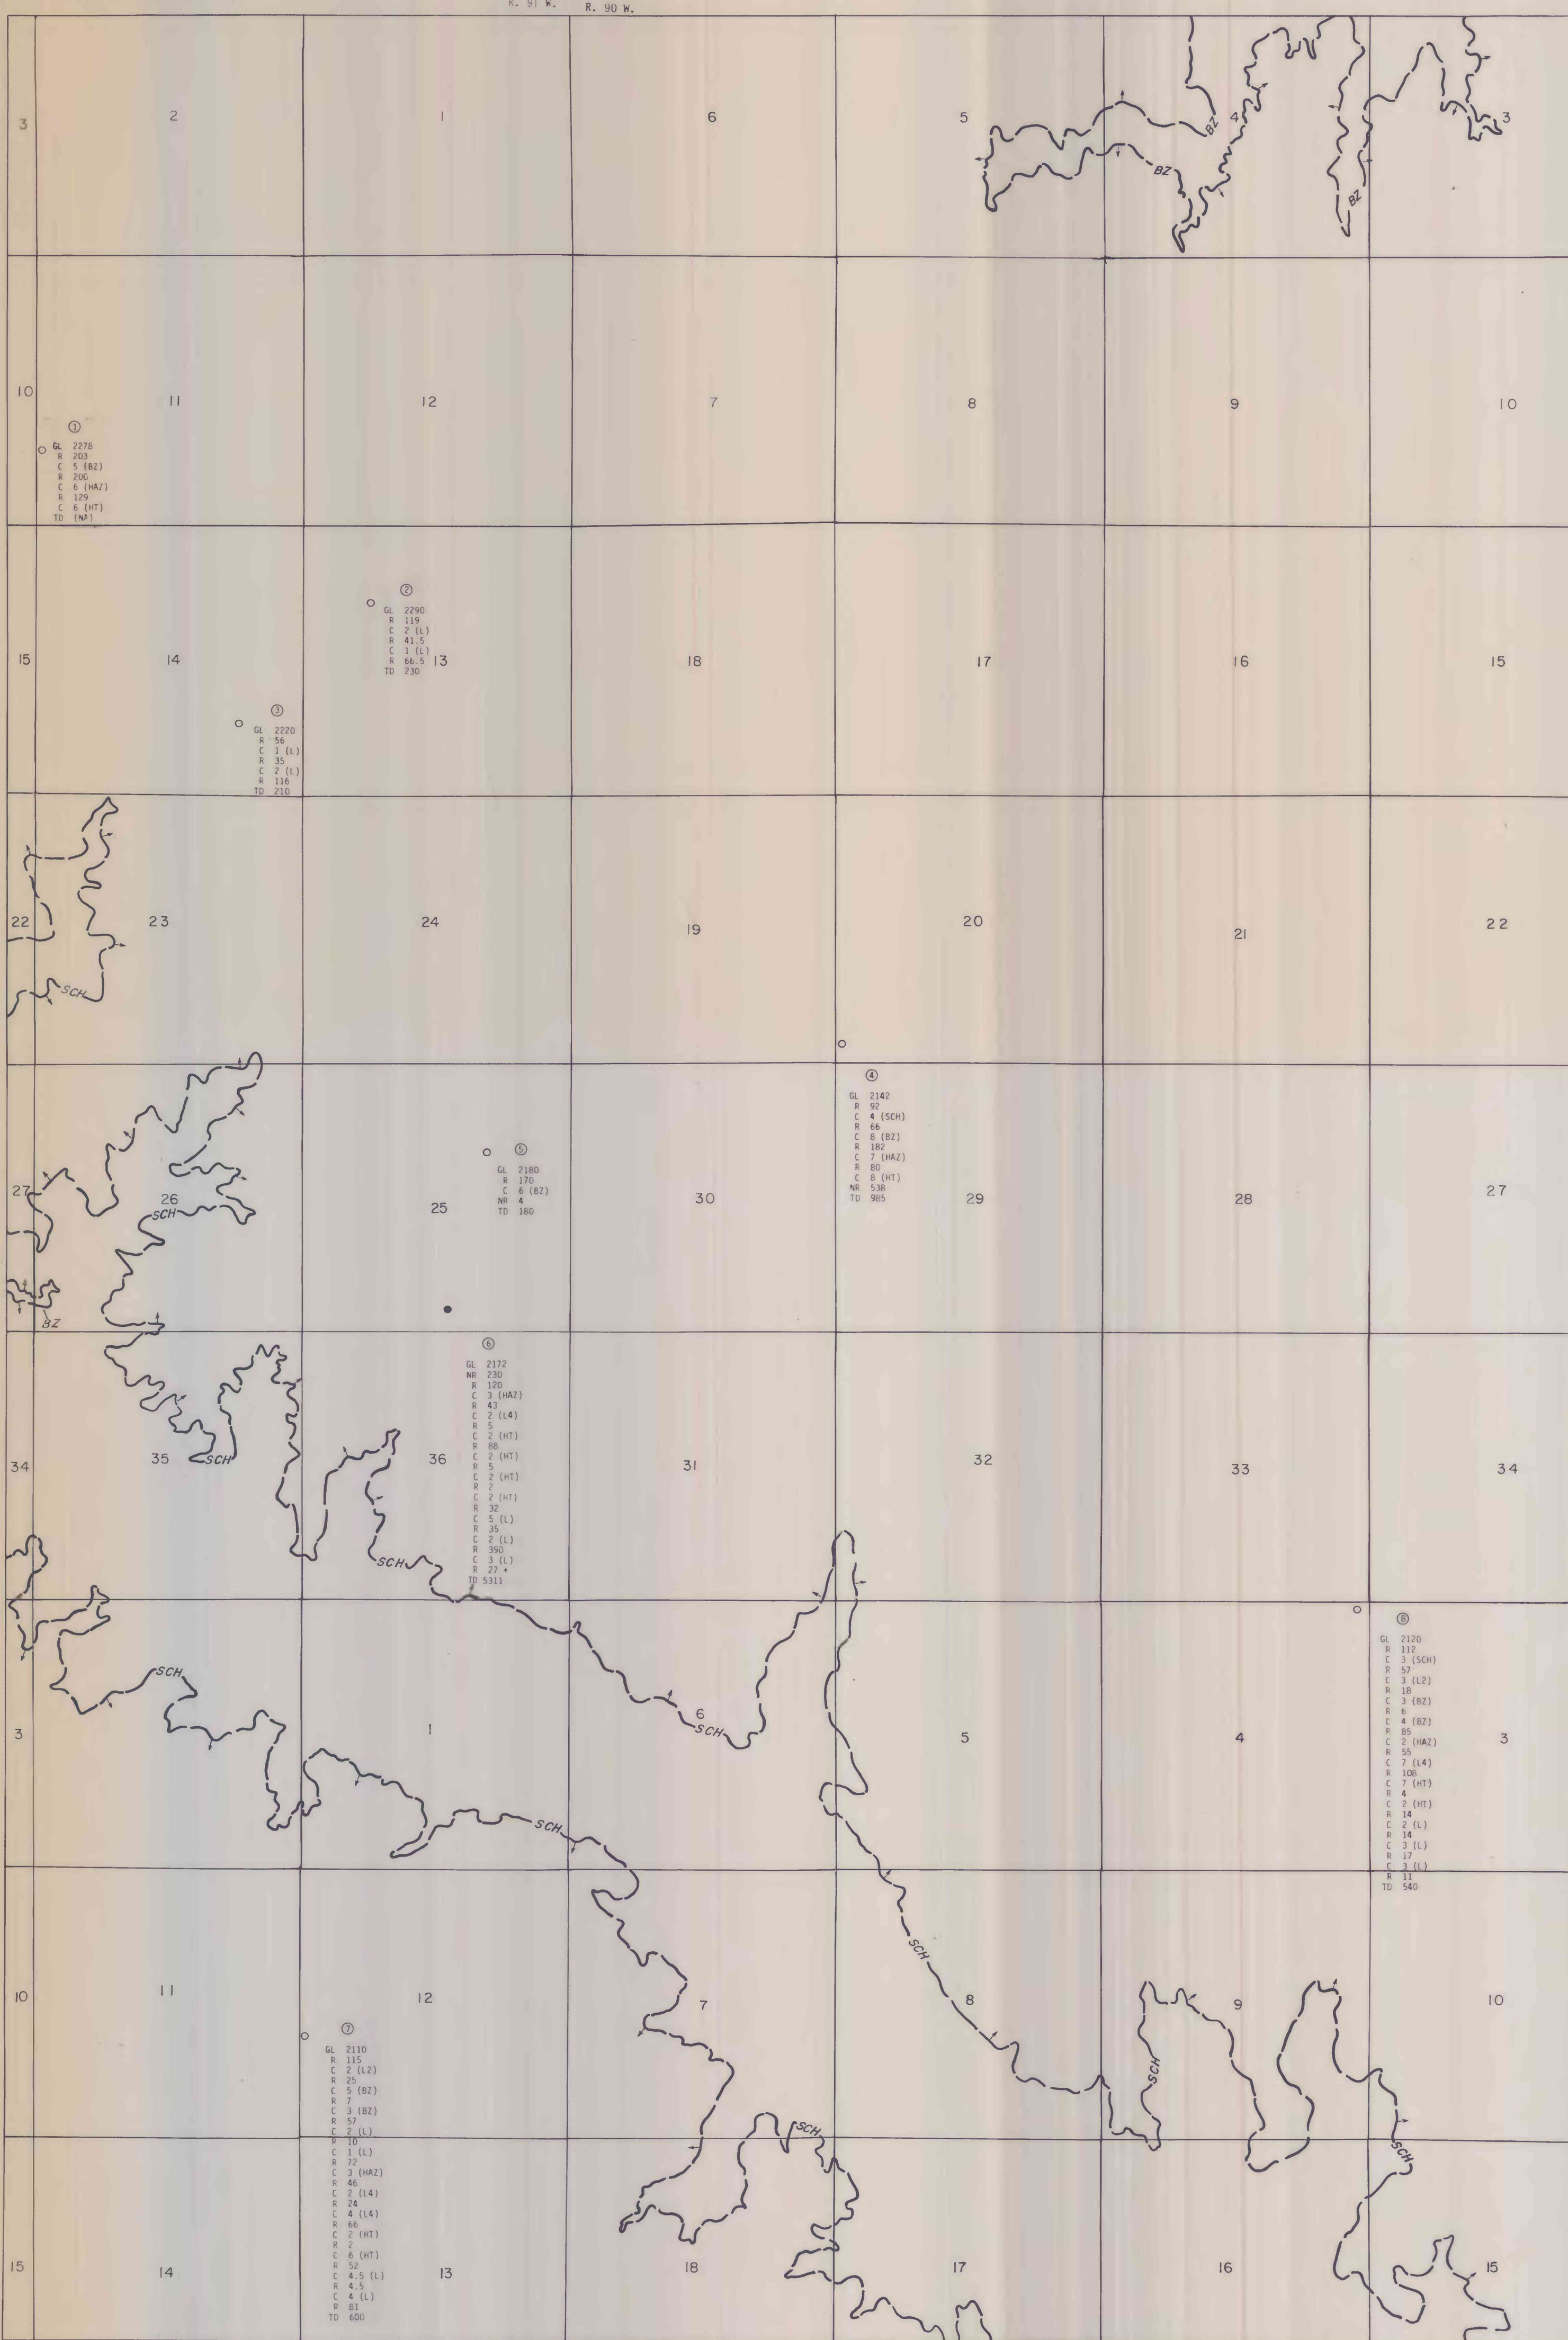 R. 91 W. R. 90 W.
3 2 1 6 5 4 3
BZ
BZ
BZ
10 11 12 7 8 9 10
①
GL 2278
R 203
C 5 (BZ)
R 200
C 6 (HAZ)
R 129
C 6 (HT)
TD (NA)
②
GL 2290
R 119
C 2 (L)
R 41.5
C 1 (L)
R 66.5
TD 230
15 14 13 18 17 16 15
③
GL 2220
R 56
C 1 (L)
R 35
C 2 (L)
R 116
TD 210
22 23 24 19 20 21 22
SCH
④
GL 2142
R 92
C 4 (SCH)
R 66
C 8 (BZ)
R 182
C 7 (HAZ)
R 80
C 8 (HT)
NR 538
TD 985
⑤
GL 2180
R 170
C 6 (BZ)
NR 4
TD 180
27 26 25 30 29 28 27
SCH
BZ
⑥
GL 2172
NR 230
R 120
C 3 (HAZ)
R 43
C 2 (L4)
R 5
C 2 (HT)
R 88
C 2 (HT)
R 5
C 2 (HT)
R 2
C 2 (HT)
R 32
C 5 (L)
R 35
C 2 (L)
R 390
C 3 (L)
R 27 +
TD 5311
34 35 36 31 32 33 34
SCH
SCH
⑧
GL 2120
R 112
C 3 (SCH)
R 57
C 3 (L2)
R 18
C 3 (BZ)
R 6
C 4 (BZ)
R 85
C 2 (HAZ)
R 55
C 7 (L4)
R 108
C 7 (HT)
R 4
C 2 (HT)
R 14
C 2 (L)
R 14
C 3 (L)
R 17
C 3 (L)
R 11
TD 540
SCH
3 1 6 5 4 3
SCH
SCH
SCH
10 11 12 7 8 9 10
⑦
GL 2110
R 115
C 2 (L2)
R 25
C 5 (BZ)
R 7
C 3 (BZ)
R 57
C 2 (L)
R 10
C 1 (L)
R 72
C 3 (HAZ)
R 46
C 2 (L4)
R 24
C 4 (L4)
R 66
C 2 (HT)
R 2
C 6 (HT)
R 52
C 4.5 (L)
R 4.5
C 4 (L)
R 81
TD 600
SCH
SCH
SCH
15 14 13 18 17 16 15